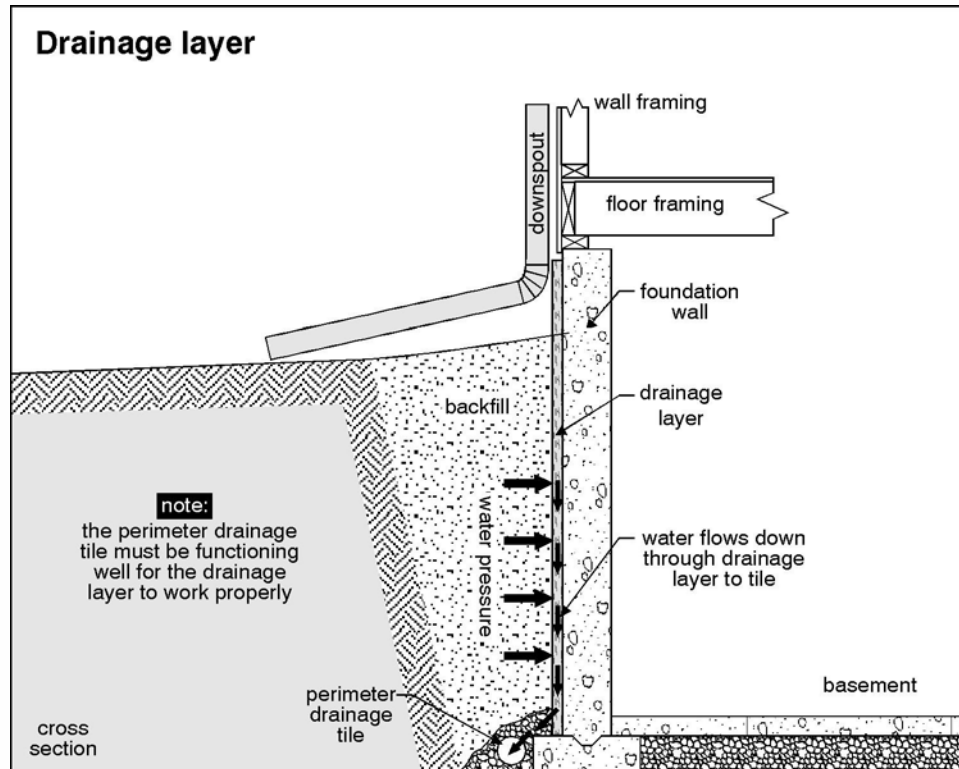 Drainage layer
wall framing
downspout
floor framing
foundation
wall
drainage
layer
backfill
note:
the perimeter drainage
tile must be functioning
well for the drainage
layer to work properly
water pressure
water flows down
through drainage
layer to tile
perimeter
drainage
tile
basement
cross
section